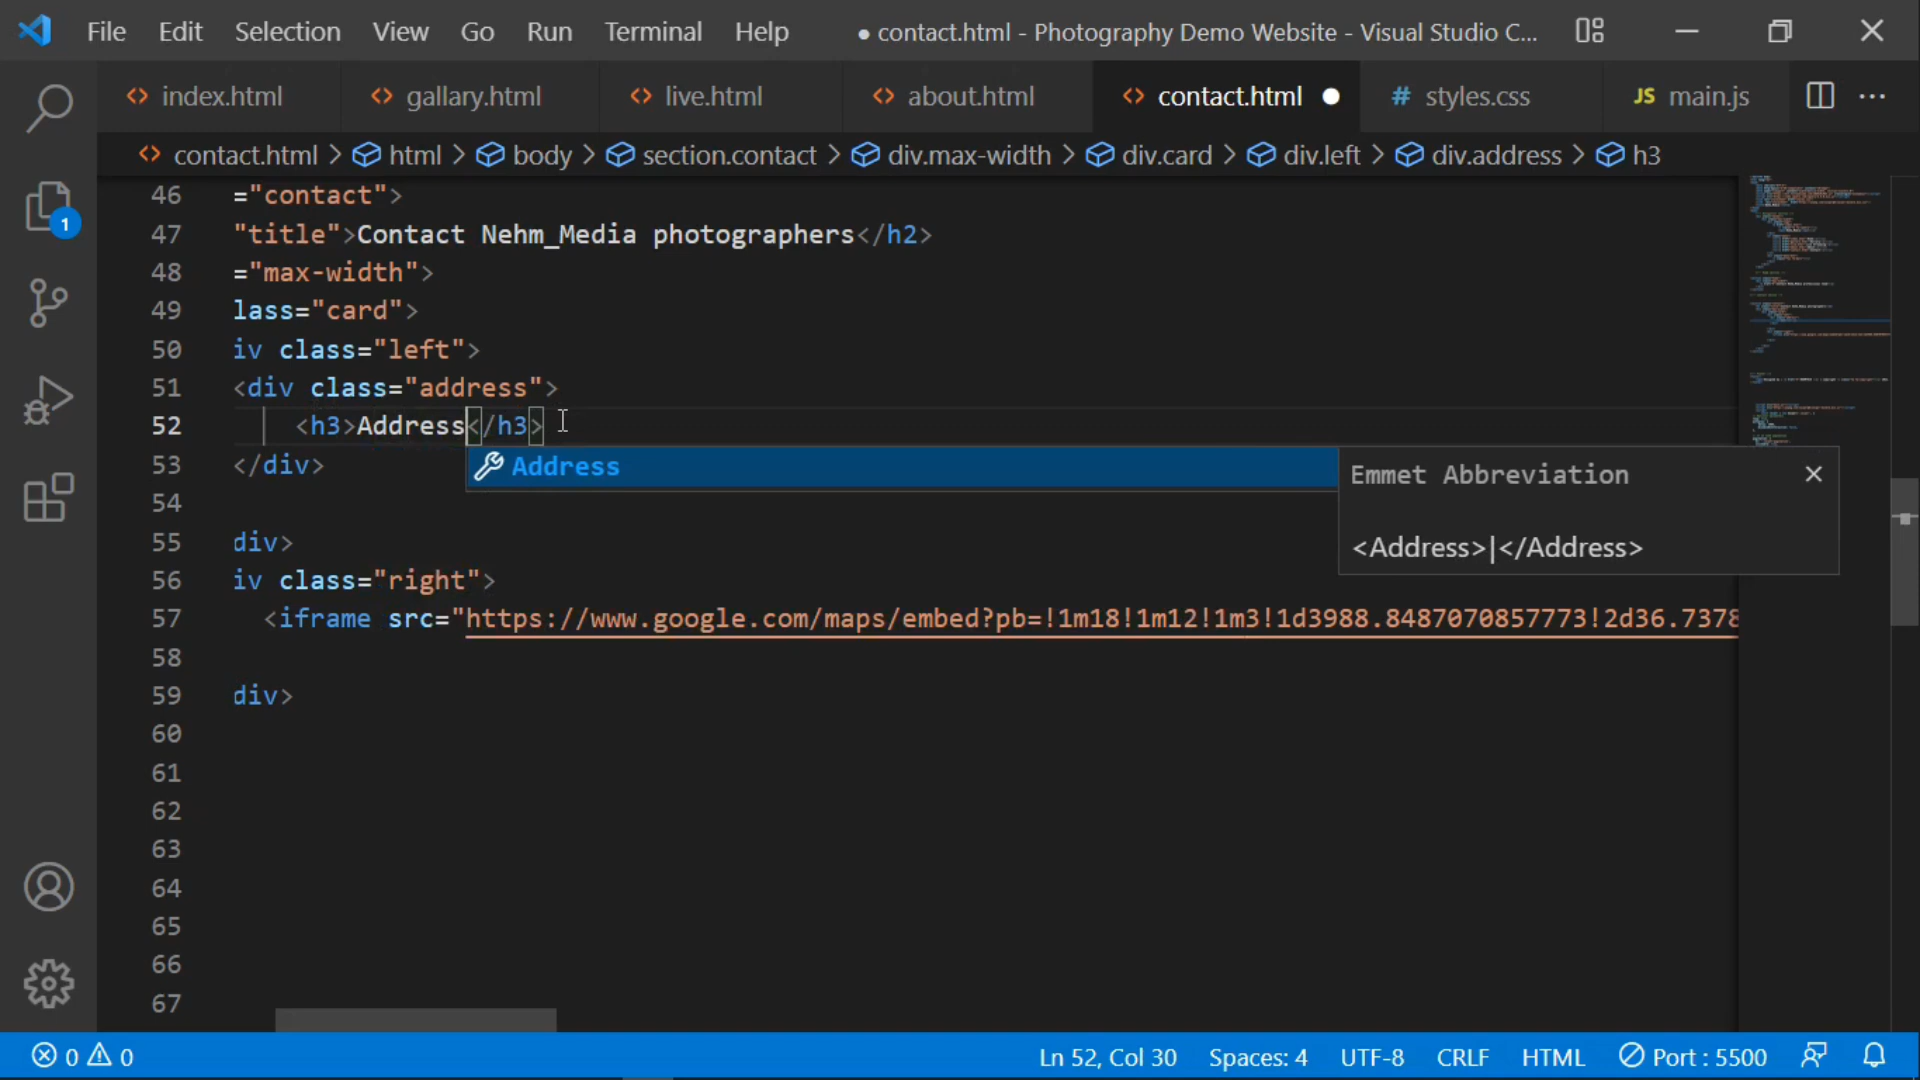 File Edit Selection View Go Run Terminal Help ● contact.html - Photography Demo Website - Visual Studio C...
index.html gallary.html live.html about.html contact.html ● # styles.css JS main.js ...
contact.html > html > body > section.contact > div.max-width > div.card > div.left > div.address > h3
46 ="contact">
47 "title">Contact Nehm_Media photographers</h2>
48 ="max-width">
49 lass="card">
50 iv class="left">
51 <div class="address">
52 <h3>Address</h3>
53 </div>
Address
Emmet Abbreviation
<Address>|</Address>
54
55 div>
56 iv class="right">
57 <iframe src="https://www.google.com/maps/embed?pb=!1m18!1m12!1m3!1d3988.8487070857773!2d36.7378
58
59 div>
60
61
62
63
64
65
66
67
1
0 0 Ln 52, Col 30 Spaces: 4 UTF-8 CRLF HTML Port : 5500